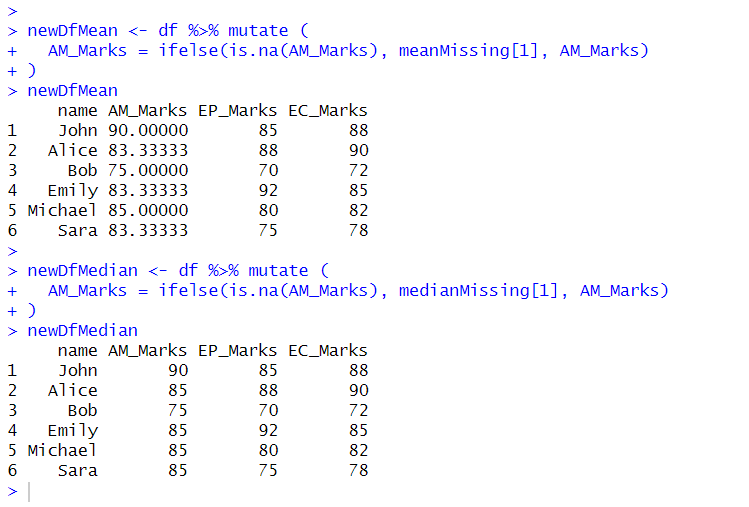 >
> newDfMean <- df %>% mutate (
+   AM_Marks = ifelse(is.na(AM_Marks), meanMissing[1], AM_Marks)
+ )
> newDfMean
     name AM_Marks EP_Marks EC_Marks
1    John 90.00000       85       88
2   Alice 83.33333       88       90
3     Bob 75.00000       70       72
4   Emily 83.33333       92       85
5 Michael 85.00000       80       82
6    Sara 83.33333       75       78
>
> newDfMedian <- df %>% mutate (
+   AM_Marks = ifelse(is.na(AM_Marks), medianMissing[1], AM_Marks)
+ )
> newDfMedian
     name AM_Marks EP_Marks EC_Marks
1    John       90       85       88
2   Alice       85       88       90
3     Bob       75       70       72
4   Emily       85       92       85
5 Michael       85       80       82
6    Sara       85       75       78
>